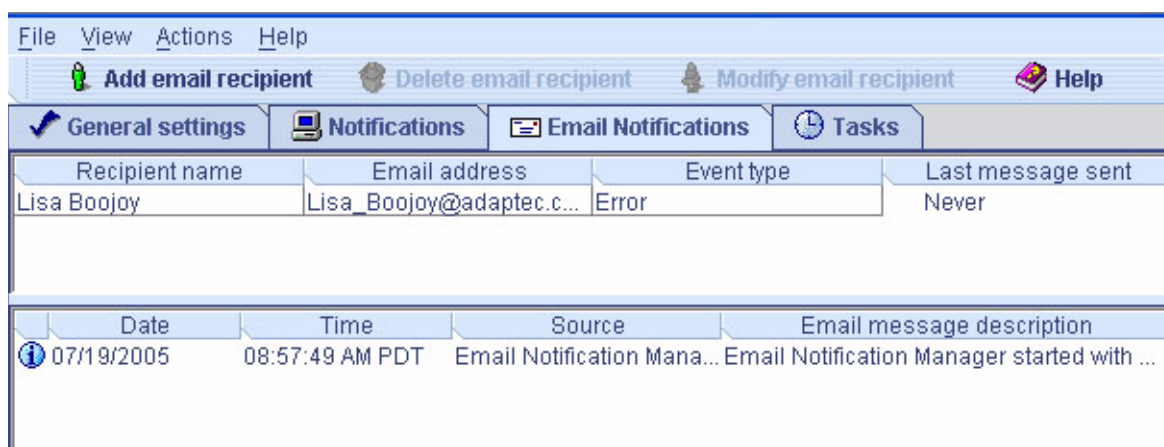 File View Actions Help
Add email recipient Delete email recipient Modify email recipient Help
General settings Notifications Email Notifications Tasks
Recipient name Email address Event type Last message sent
Lisa Boojoy Lisa_Boojoy@adaptec.c... Error Never
Date Time Source Email message description
07/19/2005 08:57:49 AM PDT Email Notification Mana... Email Notification Manager started with ...